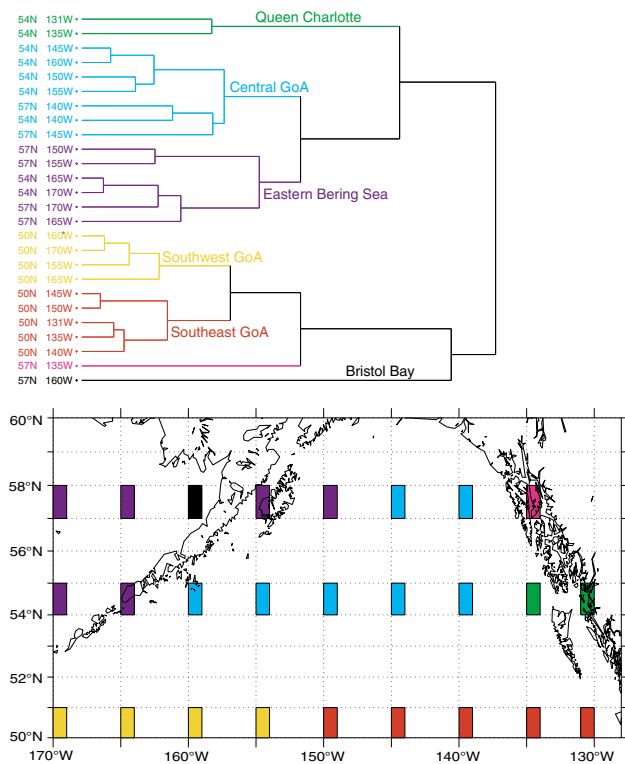 54N 131W
Queen Charlotte
54N 135W
54N 145W
54N 160W
54N 150W
Central GoA
54N 155W
57N 140W
54N 140W
57N 145W
57N 150W
57N 155W
54N 165W
54N 170W
Eastern Bering Sea
57N 170W
57N 165W
50N 160W
50N 170W
Southwest GoA
50N 155W
50N 165W
50N 145W
50N 150W
50N 131W
50N 135W
Southeast GoA
50N 140W
57N 135W
Bristol Bay
57N 160W
60°N
58°N
56°N
54°N
52°N
50°N
170°W 160°W 150°W 140°W 130°W